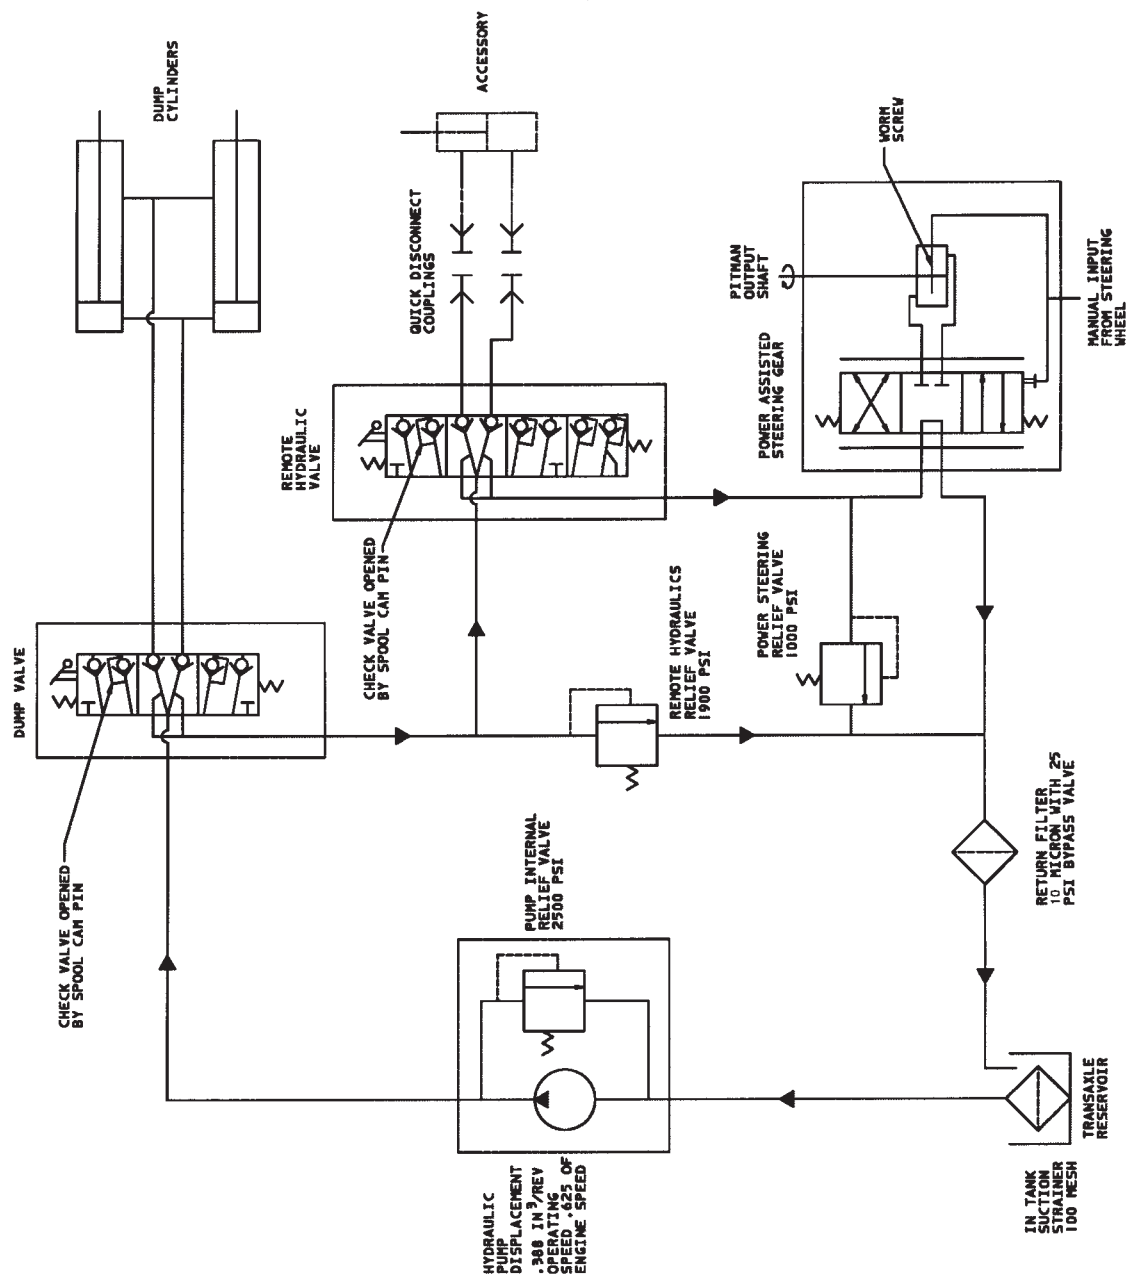 DUMP
CYLINDERS
ACCESSORY
WORM
SCREW
QUICK DISCONNECT
COUPLINGS
PITMAN
OUTPUT
SHAFT
MANUAL INPUT
FROM STEERING
WHEEL
POWER ASSISTED
STEERING GEAR
REMOTE
HYDRAULIC
VALVE
DUMP VALVE
CHECK VALVE OPENED
BY SPOOL CAM PIN
REMOTE HYDRAULICS
RELIEF VALVE
1900 PSI
POWER STEERING
RELIEF VALVE
1000 PSI
CHECK VALVE OPENED
BY SPOOL CAM PIN
PUMP INTERNAL
RELIEF VALVE
2500 PSI
RETURN FILTER
10 MICRON WITH 25
PSI BYPASS VALVE
HYDRAULIC
PUMP
DISPLACEMENT
.388 IN³/REV
OPERATING
SPEED .625 OF
ENGINE SPEED
TRANSAXLE
RESERVOIR
IN TANK
SUCTION
STRAINER
100 MESH